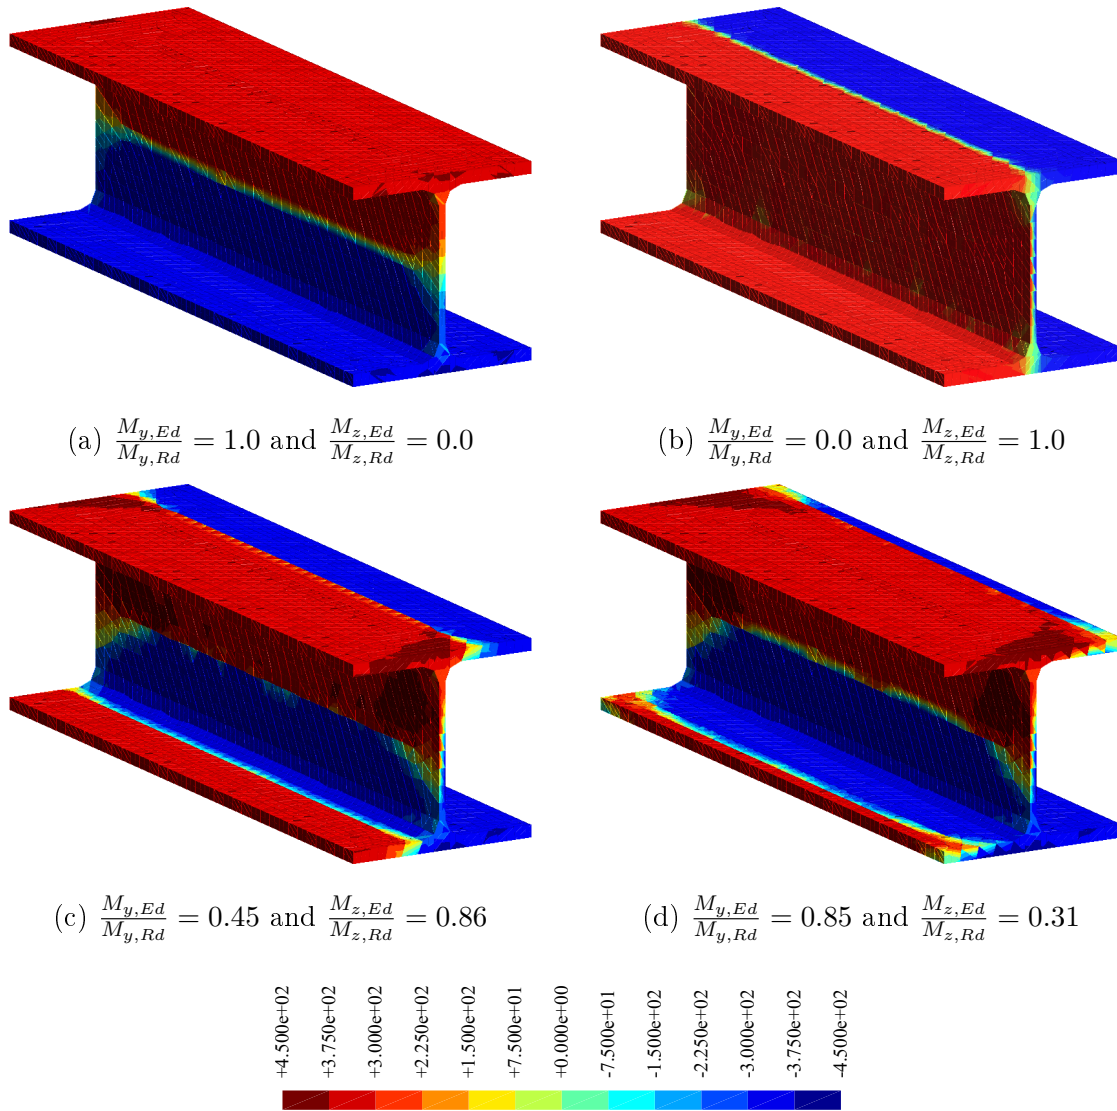 (a) $\frac{M_{y,Ed}}{M_{y,Rd}} = 1.0$ and $\frac{M_{z,Ed}}{M_{z,Rd}} = 0.0$
(b) $\frac{M_{y,Ed}}{M_{y,Rd}} = 0.0$ and $\frac{M_{z,Ed}}{M_{z,Rd}} = 1.0$
(c) $\frac{M_{y,Ed}}{M_{y,Rd}} = 0.45$ and $\frac{M_{z,Ed}}{M_{z,Rd}} = 0.86$
(d) $\frac{M_{y,Ed}}{M_{y,Rd}} = 0.85$ and $\frac{M_{z,Ed}}{M_{z,Rd}} = 0.31$
+4.500e+02
+3.750e+02
+3.000e+02
+2.250e+02
+1.500e+02
+7.500e+01
+0.000e+00
-7.500e+01
-1.500e+02
-2.250e+02
-3.000e+02
-3.750e+02
-4.500e+02